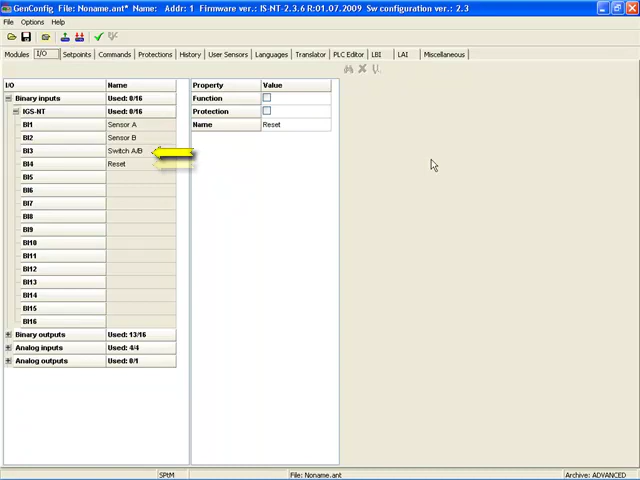 GenConfig File: Noname.ant* Name: Addr: 1 Firmware ver.: IS-NT-2.3.6 R:01.07.2009 Sw configuration ver.: 2.3
File Options Help
Modules I/O Setpoints Commands Protections History User Sensors Languages Translator PLC Editor LBI LAI Miscellaneous
I/O Name Property Value
Binary inputs Used: 0/16 Function
IGS-NT Used: 0/16 Protection
BI1 Sensor A Name Reset
BI2 Sensor B
BI3 Switch A/B
BI4 Reset
BI5
BI6
BI7
BI8
BI9
BI10
BI11
BI12
BI13
BI14
BI15
BI16
Binary outputs Used: 13/16
Analog inputs Used: 4/4
Analog outputs Used: 0/1
SPtM File: Noname.ant Archive: ADVANCED